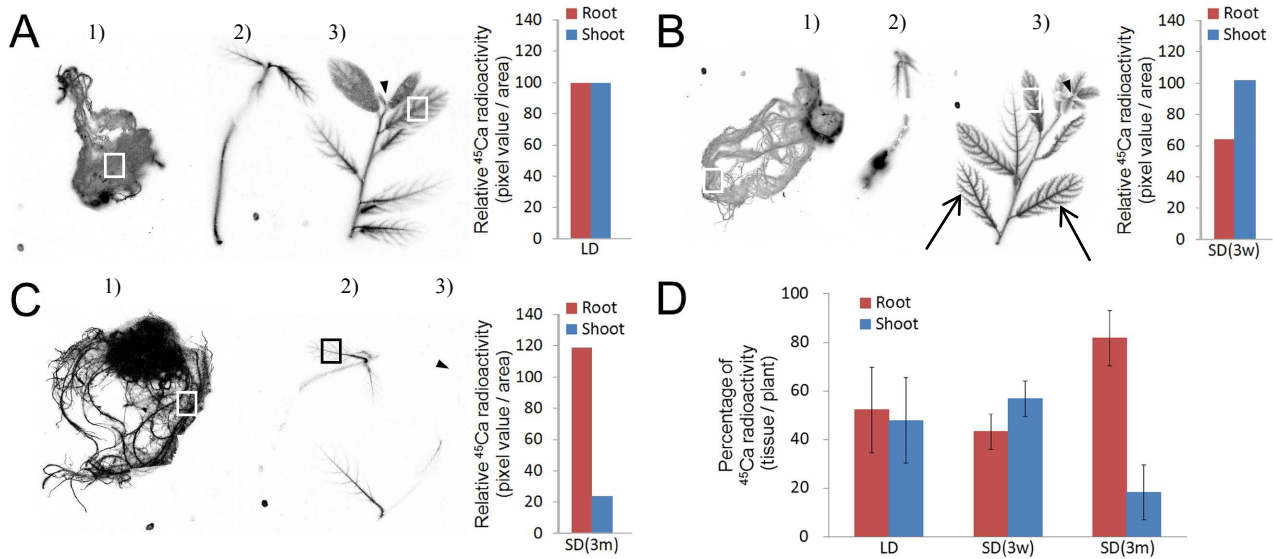 A
1)
2)
3)
Relative ⁴⁵Ca radioactivity
(pixel value / area)
140
120
100
80
60
40
20
0
Root
Shoot
LD
B
1)
2)
3)
Relative ⁴⁵Ca radioactivity
(pixel value / area)
140
120
100
80
60
40
20
0
Root
Shoot
SD(3w)
C
1)
2)
3)
Relative ⁴⁵Ca radioactivity
(pixel value / area)
140
120
100
80
60
40
20
0
Root
Shoot
SD(3m)
D
Percentage of
⁴⁵Ca radioactivity
(tissue / plant)
100
80
60
40
20
0
Root
Shoot
LD
SD(3w)
SD(3m)